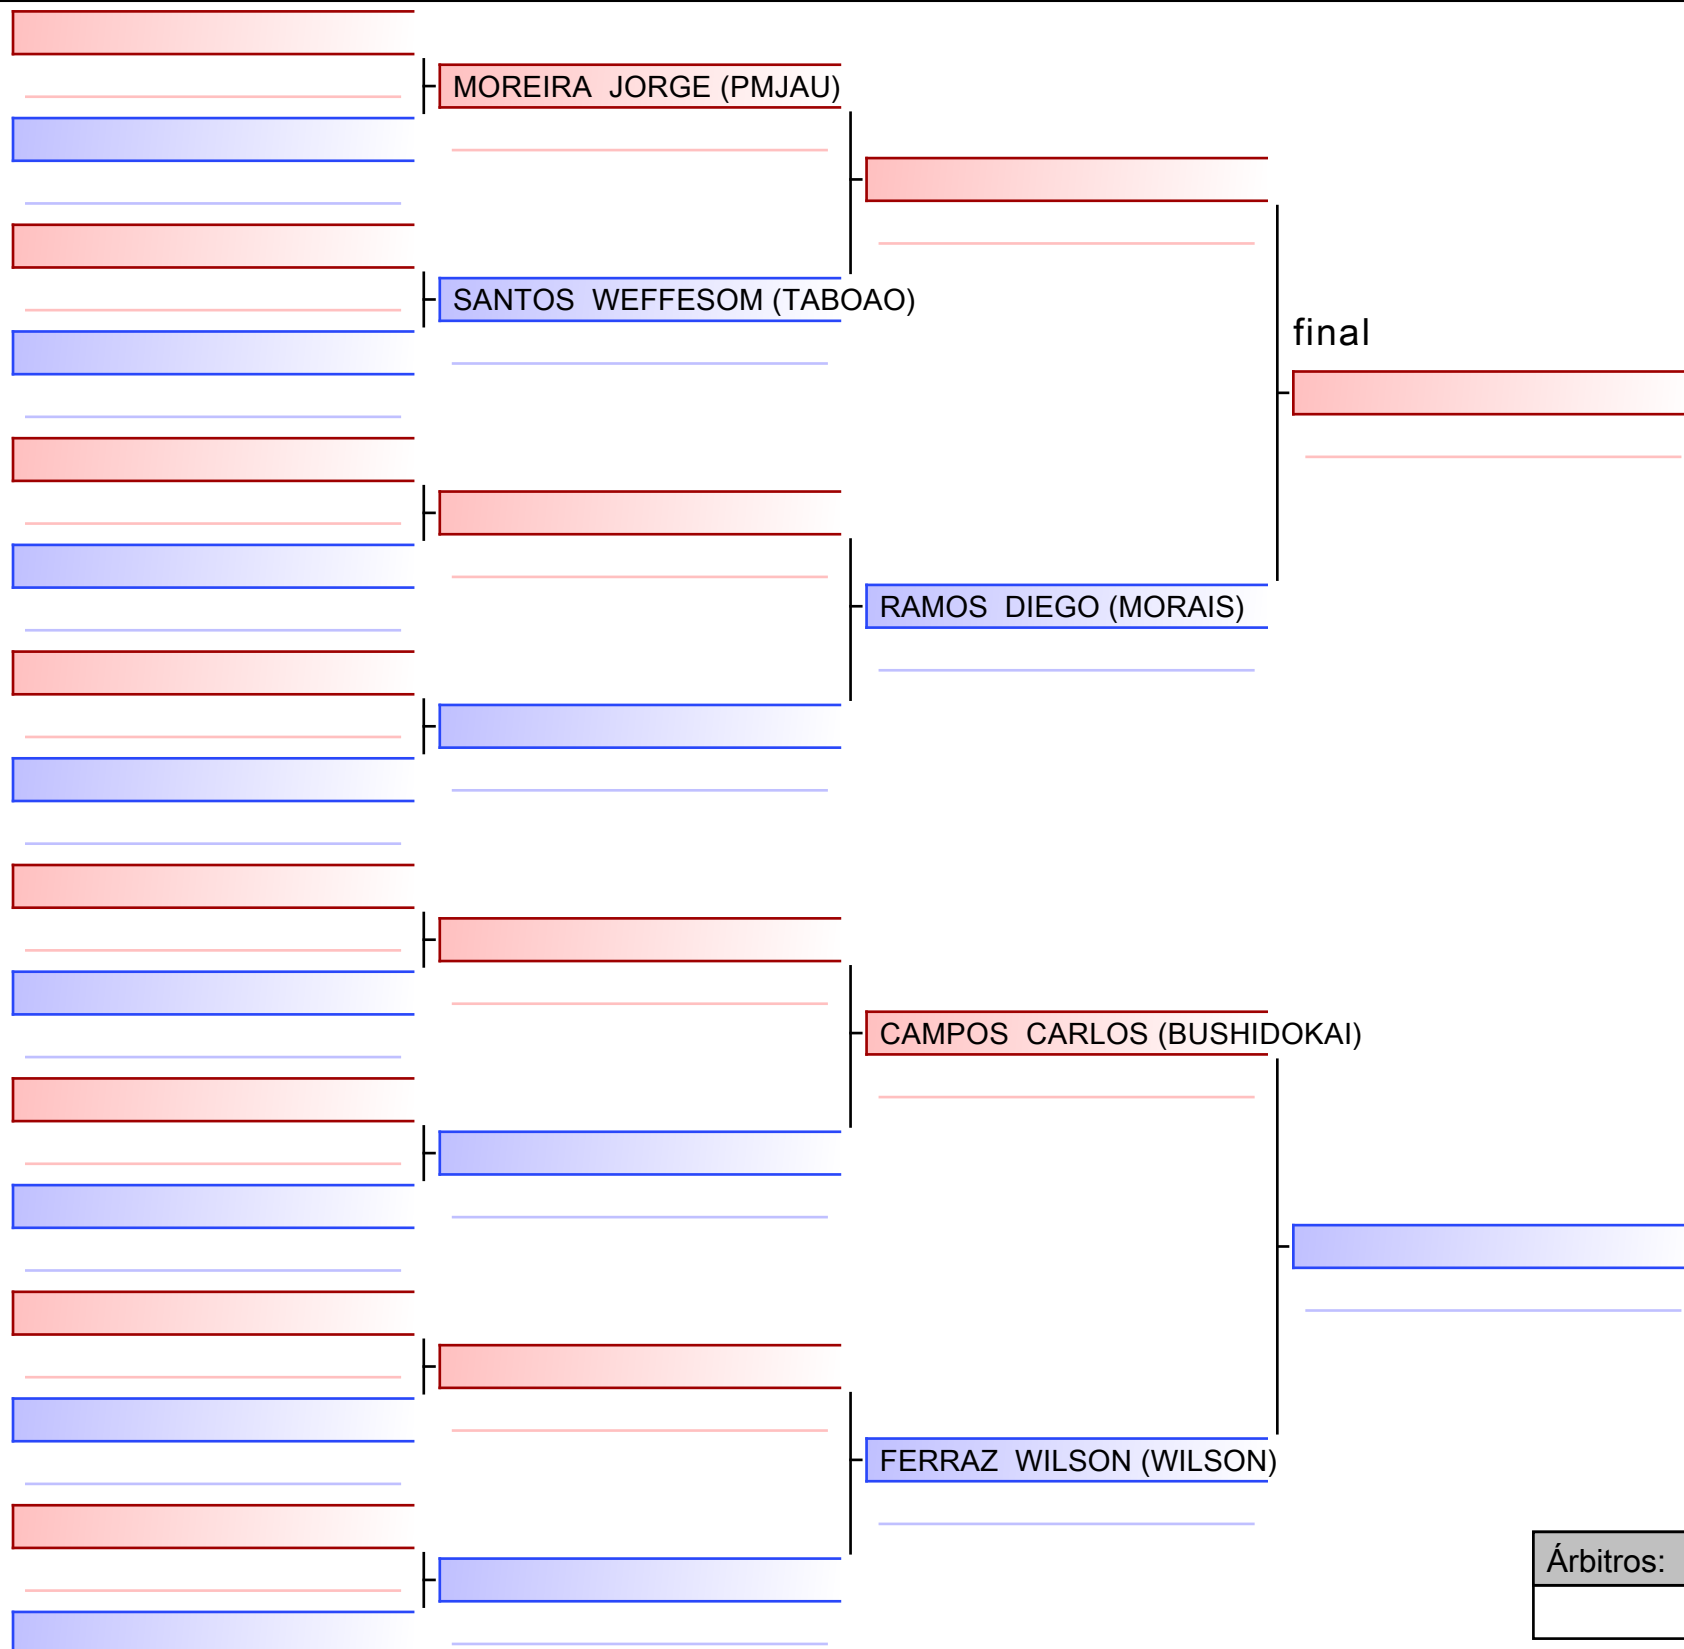 MOREIRA  JORGE (PMJAU)
SANTOS  WEFFESOM (TABOAO)
final
RAMOS  DIEGO (MORAIS)
CAMPOS  CARLOS (BUSHIDOKAI)
FERRAZ  WILSON (WILSON)
Árbitros: